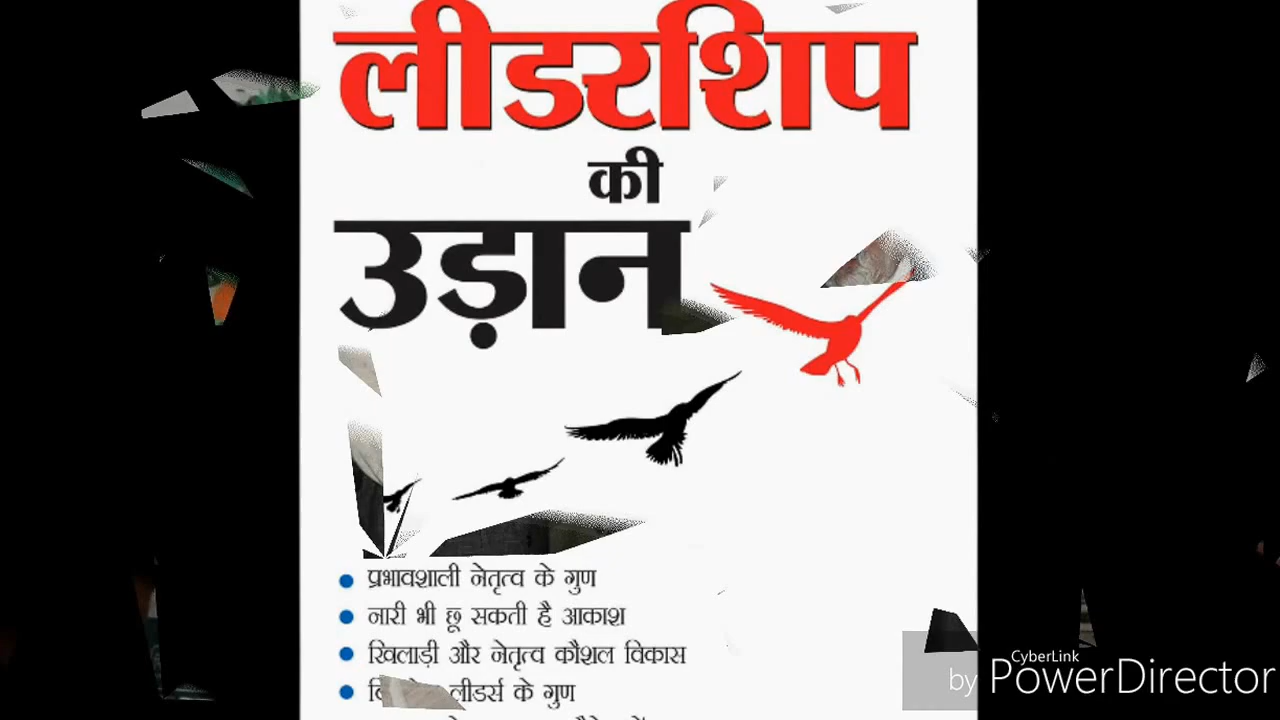 लीडरशिप
की
उड़ान
• प्रभावशाली नेतृत्व के गुण
• नारी भी छू सकती है आकाश
• खिलाड़ी और नेतृत्व कौशल विकास
• लीडर्स के गुण
CyberLink
by PowerDirector